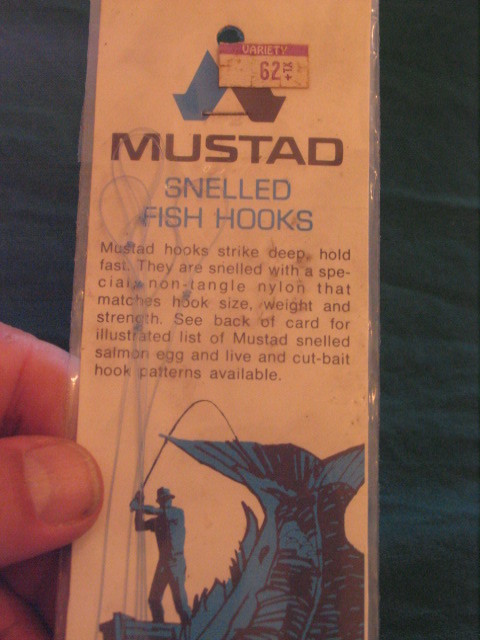 VARIETY
62 +TX
MUSTAD
SNELLED
FISH HOOKS
Mustad hooks strike deep, hold
fast. They are snelled with a spe-
cial, non-tangle nylon that
matches hook size, weight and
strength. See back of card for
illustrated list of Mustad snelled
salmon egg and live and cut-bait
hook patterns available.